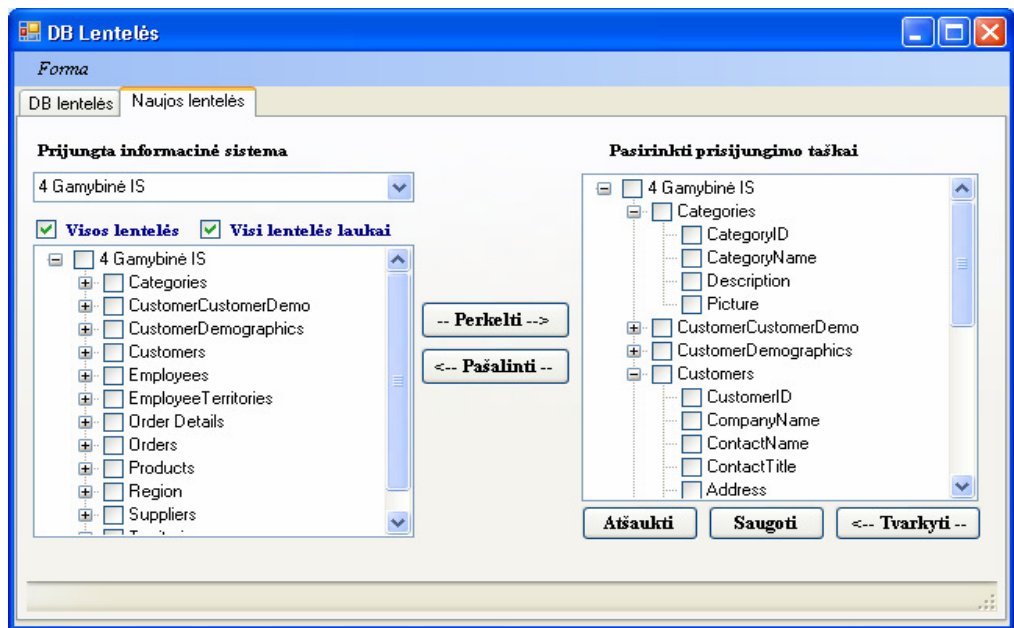 DB Lentelės
Forma
DB lentelės
Naujos lentelės
Prijungta informacinė sistema
4 Gamybinė IS
Visos lentelės
Visi lentelės laukai
4 Gamybinė IS
Categories
CustomerCustomerDemo
CustomerDemographics
Customers
Employees
EmployeeTerritories
Order Details
Orders
Products
Region
Suppliers
-- Perkelti -->
<-- Pašalinti --
Pasirinkti prisijungimo taškai
4 Gamybinė IS
Categories
CategoryID
CategoryName
Description
Picture
CustomerCustomerDemo
CustomerDemographics
Customers
CustomerID
CompanyName
ContactName
ContactTitle
Address
Atšaukti
Saugoti
<-- Tvarkyti --